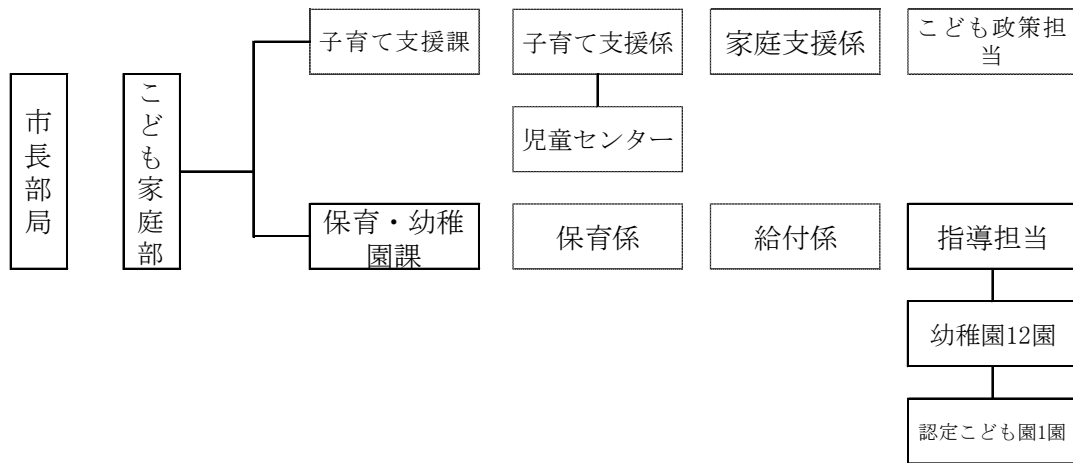 市長部局
こども家庭部
子育て支援課
子育て支援係
家庭支援係
こども政策担
当
児童センター
保育・幼稚
園課
保育係
給付係
指導担当
幼稚園12園
認定こども園1園